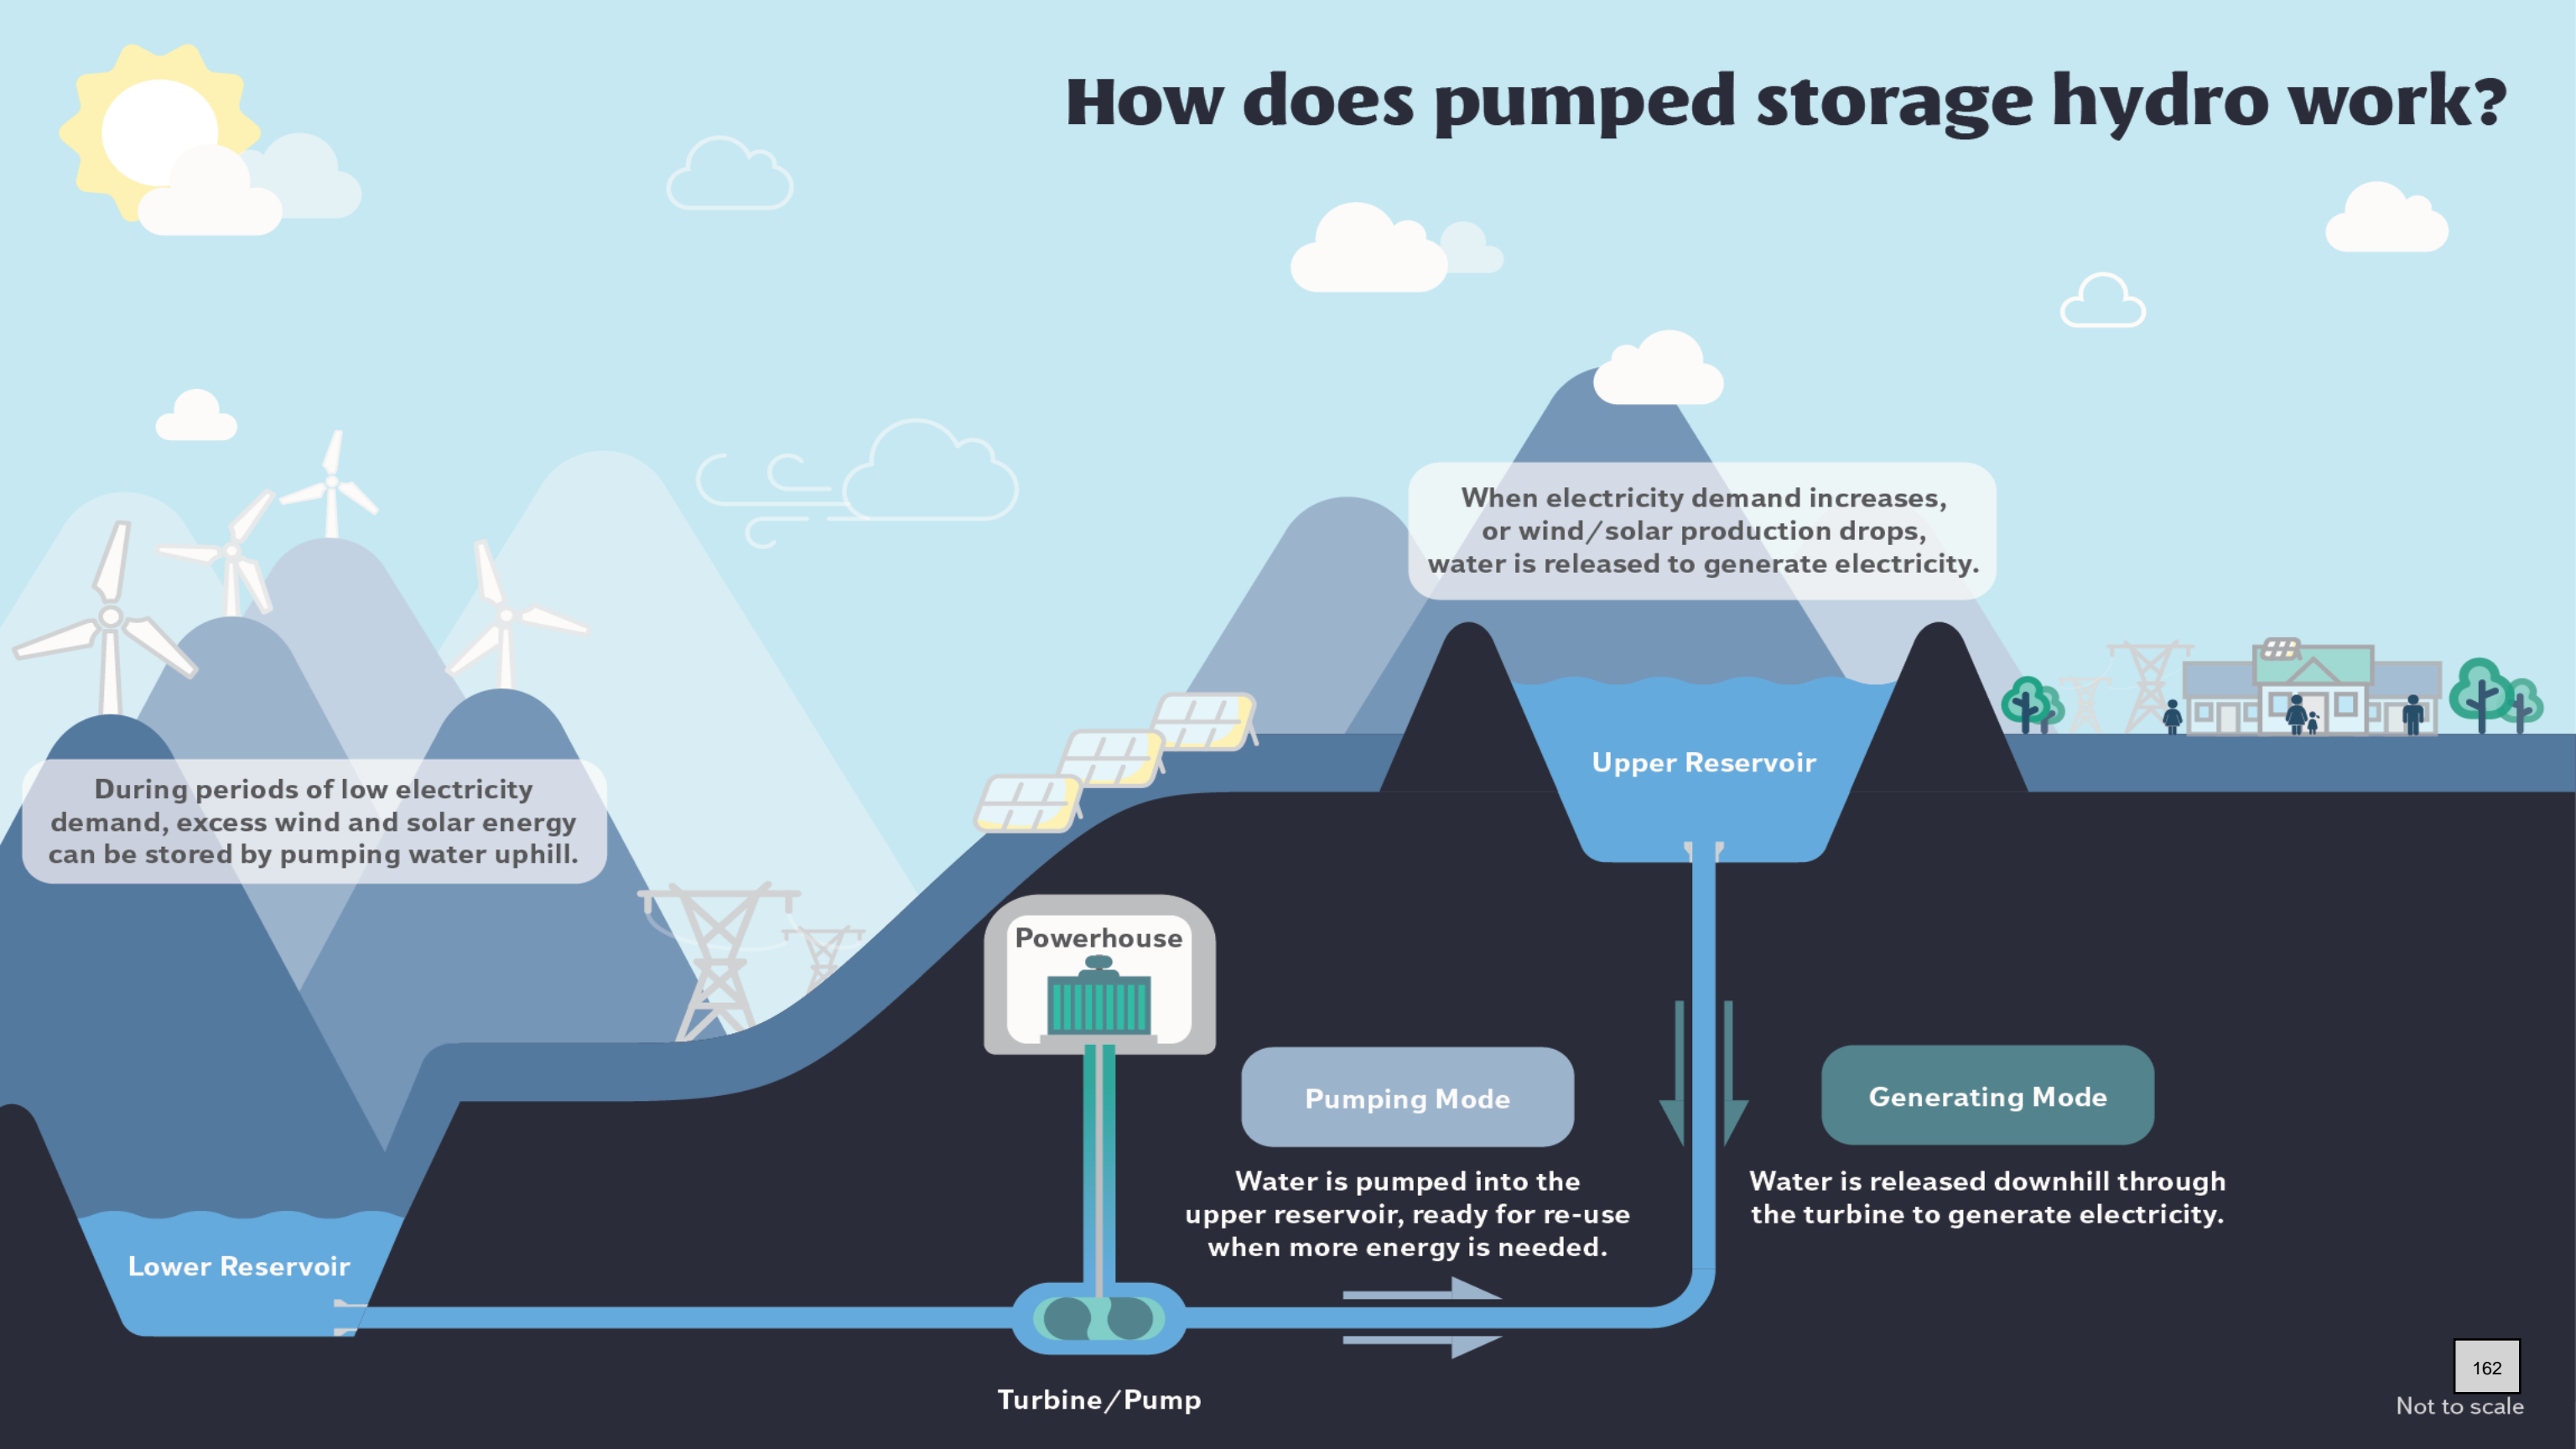 How does pumped storage hydro work?
When electricity demand increases,
or wind/solar production drops,
water is released to generate electricity.
During periods of low electricity
demand, excess wind and solar energy
can be stored by pumping water uphill.
Upper Reservoir
Powerhouse
Pumping Mode
Water is pumped into the
upper reservoir, ready for re-use
when more energy is needed.
Generating Mode
Water is released downhill through
the turbine to generate electricity.
Lower Reservoir
Turbine/Pump
162
Not to scale